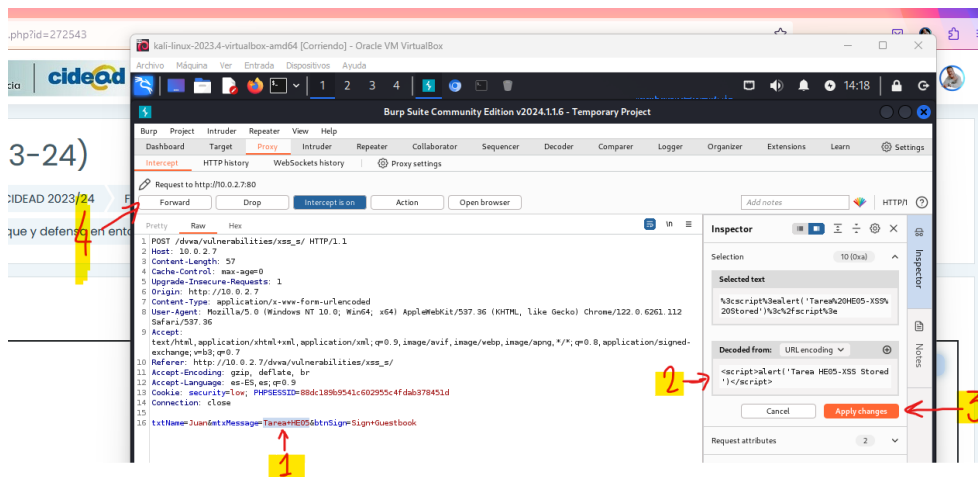 .php?id=272543
kali-linux-2023.4-virtualbox-amd64 [Corriendo] - Oracle VM VirtualBox
Archivo Máquina Ver Entrada Dispositivos Ayuda
cia cidead
1 2 3 4 14:18
Burp Suite Community Edition v2024.1.1.6 - Temporary Project
Burp Project Intruder Repeater View Help
Dashboard Target Proxy Intruder Repeater Collaborator Sequencer Decoder Comparer Logger Organizer Extensions Learn Settings
3-24)
Intercept HTTP history WebSockets history Proxy settings
Request to http://10.0.2.7:80
CIDEAD 2023/24 F
Forward Drop Intercept is on Action Open browser Add notes HTTP/1
que y defensa en ento
4
Pretty Raw Hex \n
1 POST /dvwa/vulnerabilities/xss_s/ HTTP/1.1
2 Host: 10.0.2.7
3 Content-Length: 57
4 Cache-Control: max-age=0
5 Upgrade-Insecure-Requests: 1
6 Origin: http://10.0.2.7
7 Content-Type: application/x-www-form-urlencoded
8 User-Agent: Mozilla/5.0 (Windows NT 10.0; Win64; x64) AppleWebKit/537.36 (KHTML, like Gecko) Chrome/122.0.6261.112
Safari/537.36
9 Accept:
text/html,application/xhtml+xml,application/xml;q=0.9,image/avif,image/webp,image/apng,*/*;q=0.8,application/signed-
exchange;v=b3;q=0.7
10 Referer: http://10.0.2.7/dvwa/vulnerabilities/xss_s/
11 Accept-Encoding: gzip, deflate, br
12 Accept-Language: es-ES,es;q=0.9
13 Cookie: security=low; PHPSESSID=88dc189b9541c602955c4fdab378451d
14 Connection: close
15
16 txtName=Juan&mtxMessage=Tarea+HE05&btnSign=Sign+Guestbook
1
Inspector
Selection 10 (0xa)
Selected text
%3cscript%3ealert('Tarea%20HE05-XSS%
20Stored')%3c%2fscript%3e
Decoded from: URL encoding
<script>alert('Tarea HE05-XSS Stored
')</script>
2
Cancel Apply changes
3
Request attributes 2
Inspector
Notes